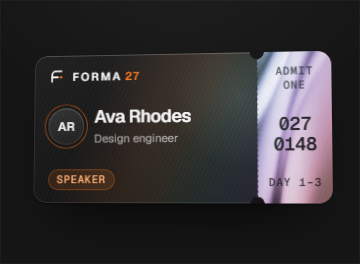 FORMA 27
AR
Ava Rhodes
Design engineer
SPEAKER
ADMIT
ONE
027
0148
DAY 1–3